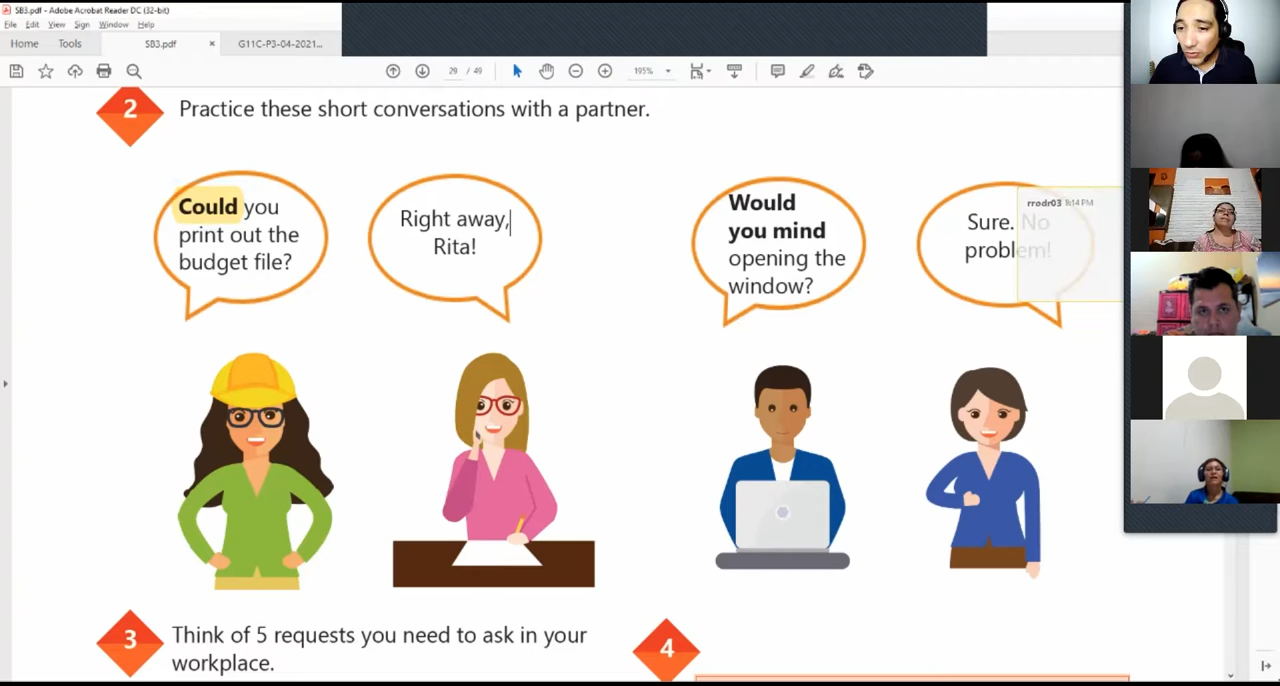 SB3.pdf - Adobe Acrobat Reader DC (32-bit)
File Edit View Sign Window Help
Home Tools SB3.pdf × G11C-P3-04-2021...
29 / 49 195%
2 Practice these short conversations with a partner.
Could you
print out the
budget file?
Right away,
Rita!
Would
you mind
opening the
window?
Sure. No
problem!
rrodr03 8:14 PM
3 Think of 5 requests you need to ask in your
workplace.
4